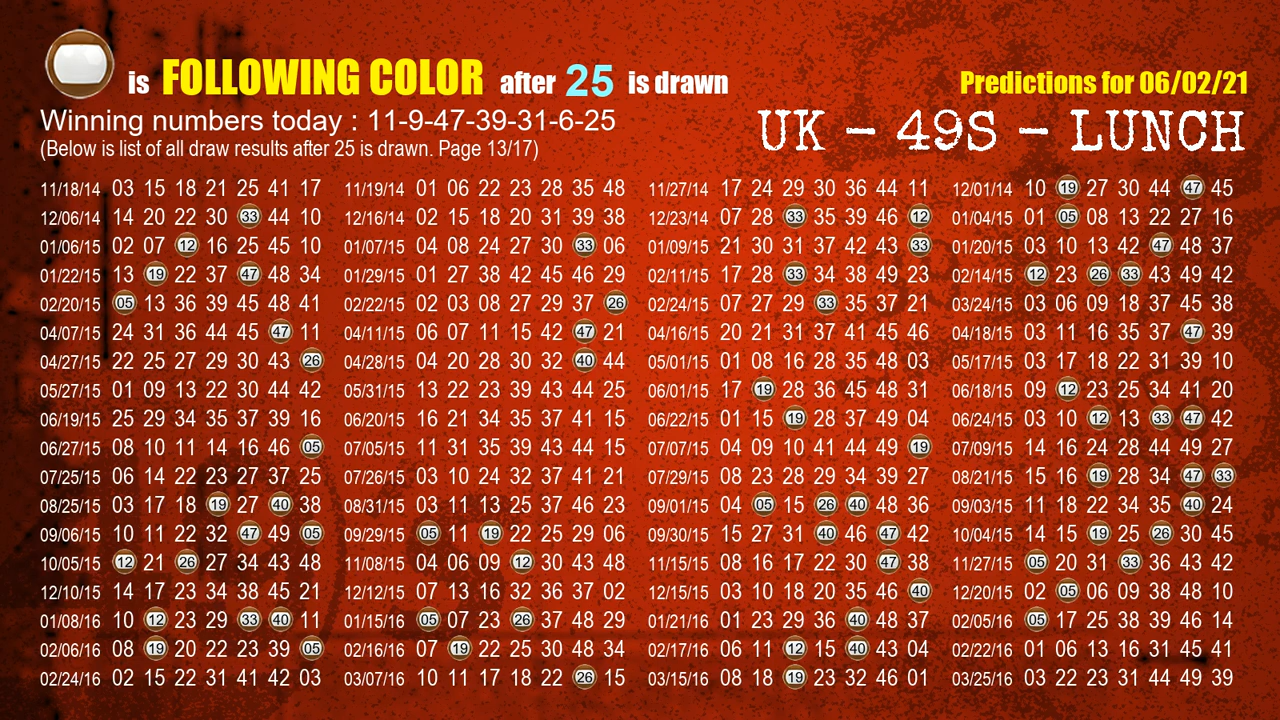 is FOLLOWING COLOR after 25 is drawn
Predictions for 06/02/21
Winning numbers today : 11-9-47-39-31-6-25
UK - 49S - LUNCH
(Below is list of all draw results after 25 is drawn. Page 13/17)
11/18/14 03 15 18 21 25 41 17 11/19/14 01 06 22 23 28 35 48 11/27/14 17 24 29 30 36 44 11 12/01/14 10 19 27 30 44 47 45
12/06/14 14 20 22 30 33 44 10 12/16/14 02 15 18 20 31 39 38 12/23/14 07 28 33 35 39 46 12 01/04/15 01 05 08 13 22 27 16
01/06/15 02 07 12 16 25 45 10 01/07/15 04 08 24 27 30 33 06 01/09/15 21 30 31 37 42 43 33 01/20/15 03 10 13 42 47 48 37
01/22/15 13 19 22 37 47 48 34 01/29/15 01 27 38 42 45 46 29 02/11/15 17 28 33 34 38 49 23 02/14/15 12 23 26 33 43 49 42
02/20/15 05 13 36 39 45 48 41 02/22/15 02 03 08 27 29 37 26 02/24/15 07 27 29 33 35 37 21 03/24/15 03 06 09 18 37 45 38
04/07/15 24 31 36 44 45 47 11 04/11/15 06 07 11 15 42 47 21 04/16/15 20 21 31 37 41 45 46 04/18/15 03 11 16 35 37 47 39
04/27/15 22 25 27 29 30 43 26 04/28/15 04 20 28 30 32 40 44 05/01/15 01 08 16 28 35 48 03 05/17/15 03 17 18 22 31 39 10
05/27/15 01 09 13 22 30 44 42 05/31/15 13 22 23 39 43 44 25 06/01/15 17 19 28 36 45 48 31 06/18/15 09 12 23 25 34 41 20
06/19/15 25 29 34 35 37 39 16 06/20/15 16 21 34 35 37 41 15 06/22/15 01 15 19 28 37 49 04 06/24/15 03 10 12 13 33 47 42
06/27/15 08 10 11 14 16 46 05 07/05/15 11 31 35 39 43 44 15 07/07/15 04 09 10 41 44 49 19 07/09/15 14 16 24 28 44 49 27
07/25/15 06 14 22 23 27 37 25 07/26/15 03 10 24 32 37 41 21 07/29/15 08 23 28 29 34 39 27 08/21/15 15 16 19 28 34 47 33
08/25/15 03 17 18 19 27 40 38 08/31/15 03 11 13 25 37 46 23 09/01/15 04 05 15 26 40 48 36 09/03/15 11 18 22 34 35 40 24
09/06/15 10 11 22 32 47 49 05 09/29/15 05 11 19 22 25 29 06 09/30/15 15 27 31 40 46 47 42 10/04/15 14 15 19 25 26 30 45
10/05/15 12 21 26 27 34 43 48 11/08/15 04 06 09 12 30 43 48 11/15/15 08 16 17 22 30 47 38 11/27/15 05 20 31 33 36 43 42
12/10/15 14 17 23 34 38 45 21 12/12/15 07 13 16 32 36 37 02 12/15/15 03 10 18 20 35 46 40 12/20/15 02 05 06 09 38 48 10
01/08/16 10 12 23 29 33 40 11 01/15/16 05 07 23 26 37 48 29 01/21/16 01 23 29 36 40 48 37 02/05/16 05 17 25 38 39 46 14
02/06/16 08 19 20 22 23 39 05 02/16/16 07 19 22 25 30 48 34 02/17/16 06 11 12 15 40 43 04 02/22/16 01 06 13 16 31 45 41
02/24/16 02 15 22 31 41 42 03 03/07/16 10 11 17 18 22 26 15 03/15/16 08 18 19 23 32 46 01 03/25/16 03 22 23 31 44 49 39